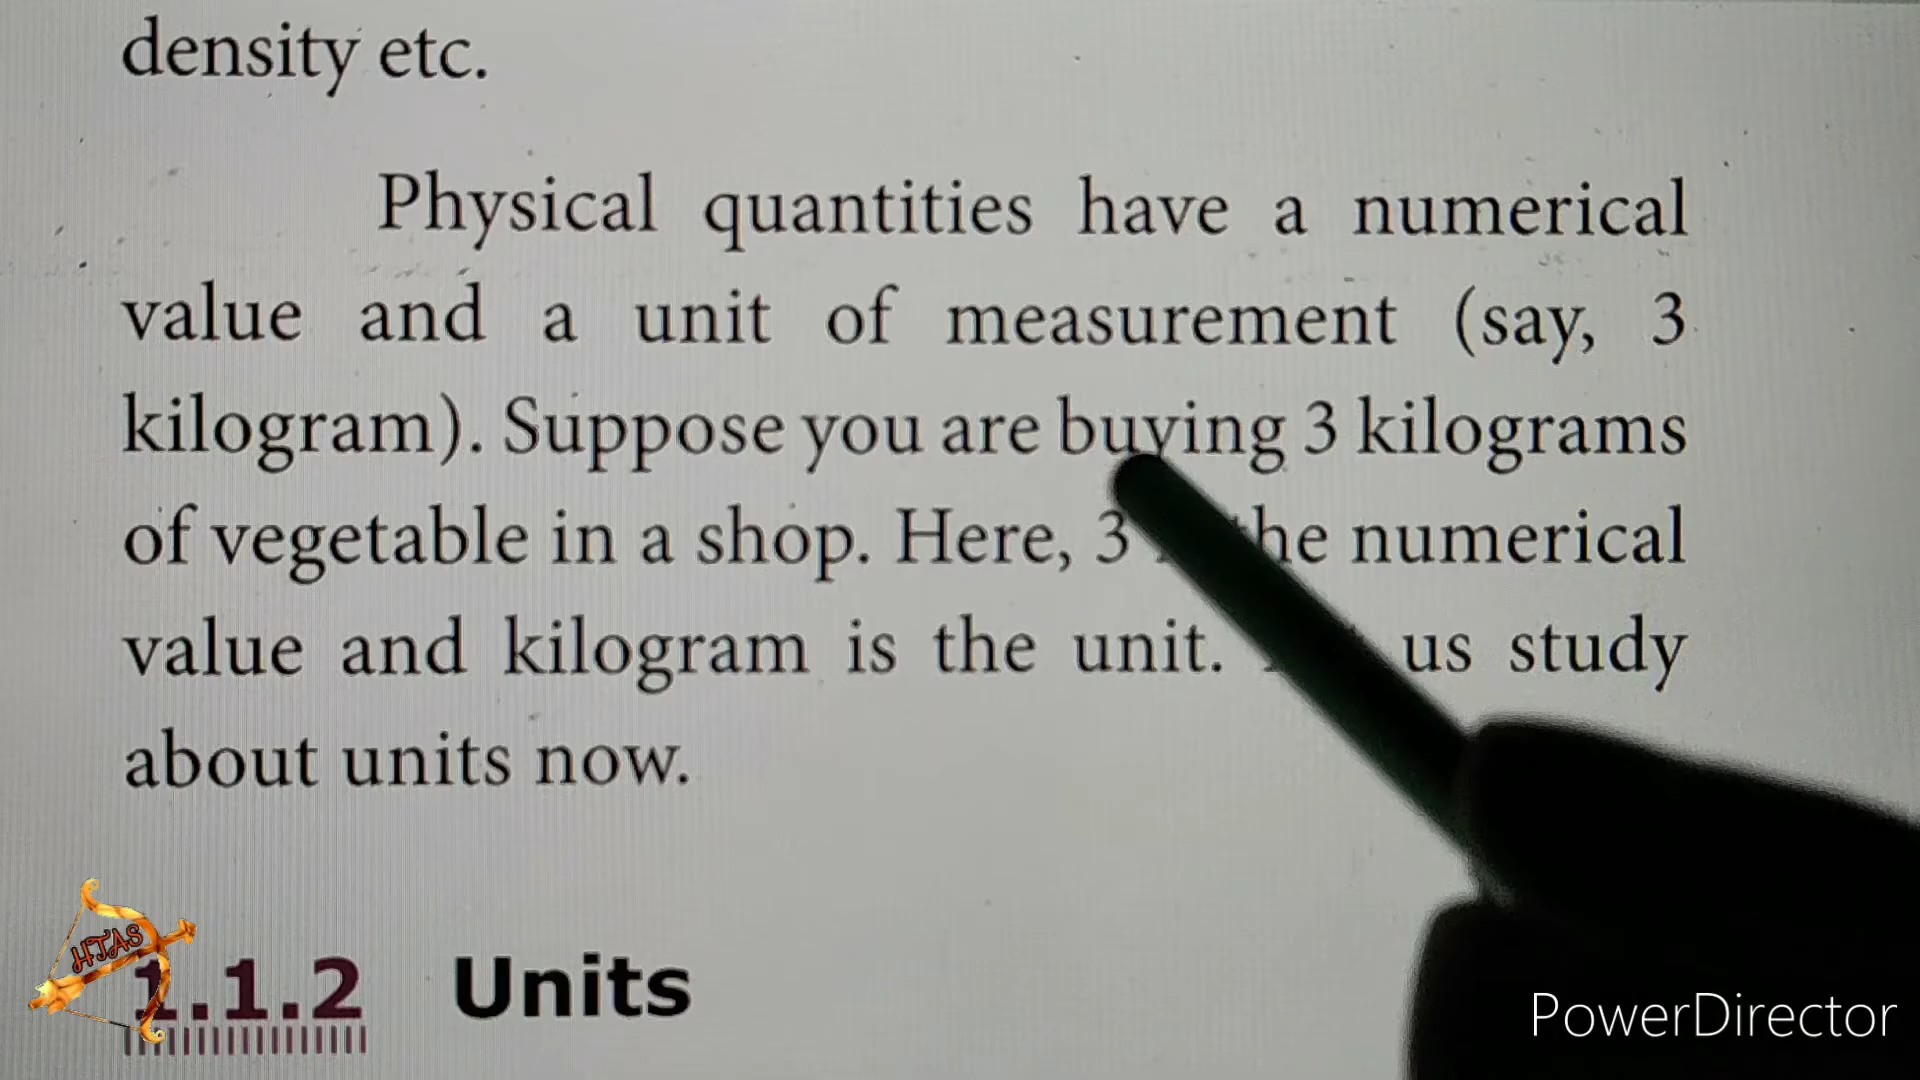 density etc.
Physical quantities have a numerical
value and a unit of measurement (say, 3
kilogram). Suppose you are buying 3 kilograms
of vegetable in a shop. Here, 3 numerical
value and kilogram is the unit. us study
about units now.
HTAS
1.1.2 Units
PowerDirector